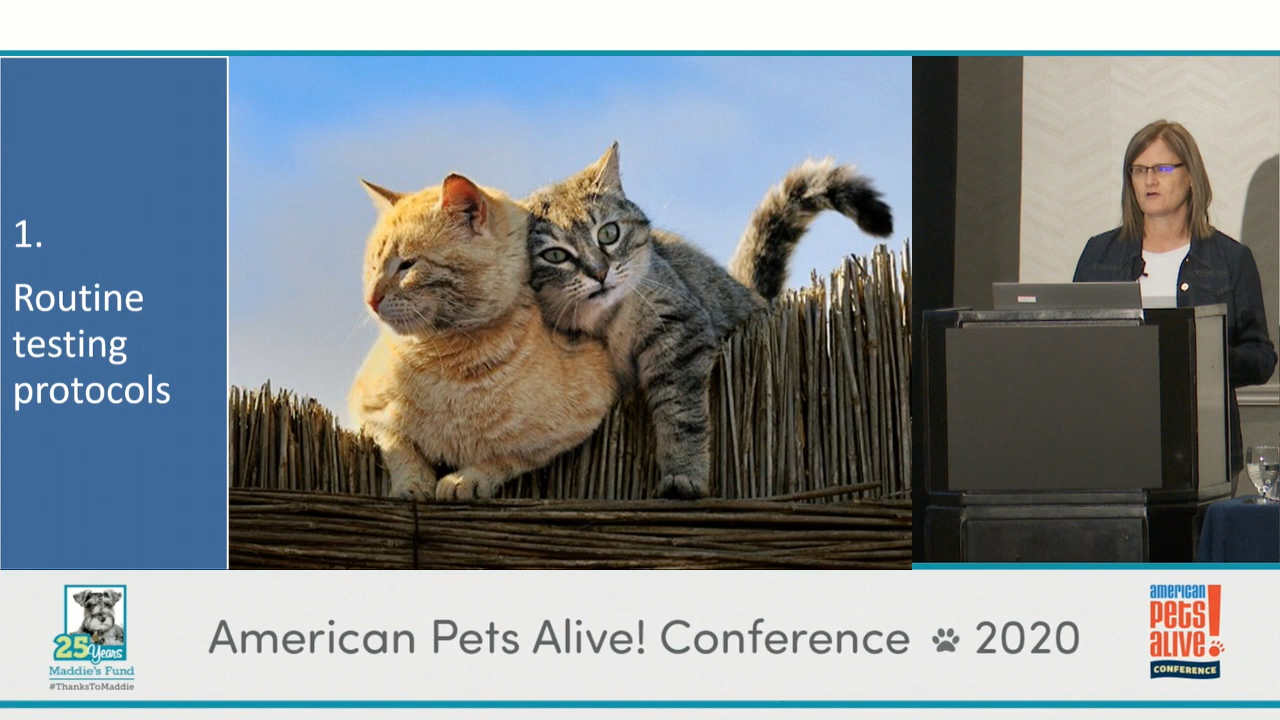 1.
Routine
testing
protocols
25 Years
Maddie's Fund
#ThanksToMaddie
American Pets Alive! Conference 2020
american
pets
alive!
CONFERENCE